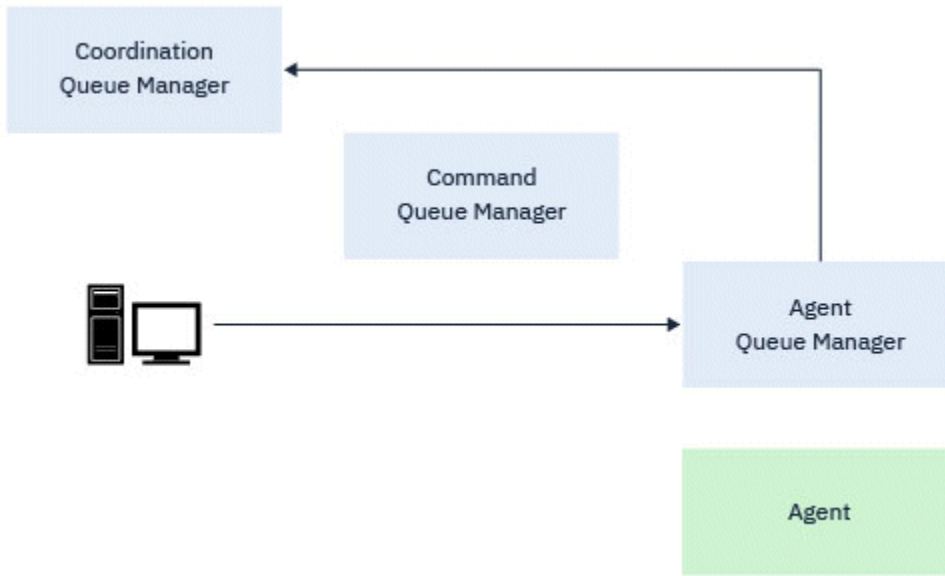 Coordination
Queue Manager
Command
Queue Manager
Agent
Queue Manager
Agent